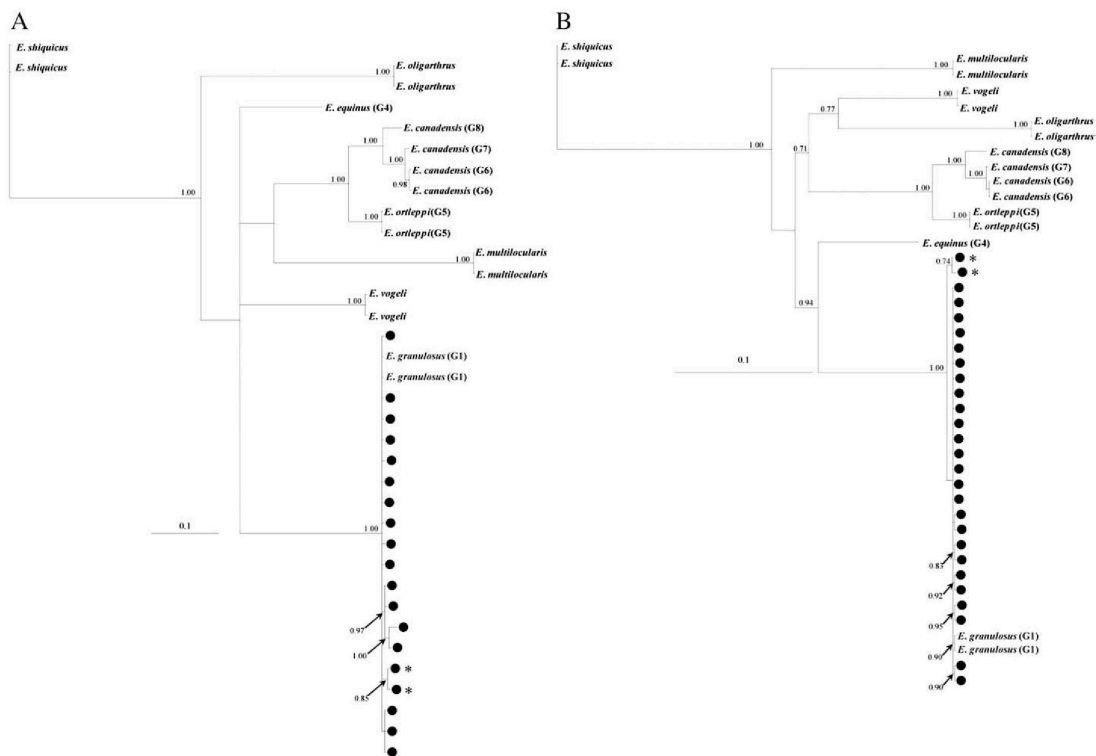 A
E. shiquicus
E. shiquicus
1.00
E. oligarthrus
E. oligarthrus
E. equinus (G4)
E. canadensis (G8)
1.00
E. canadensis (G7)
1.00
E. canadensis (G6)
1.00
0.98
E. canadensis (G6)
1.00
E. ortleppi (G5)
1.00
E. ortleppi (G5)
E. multilocularis
E. multilocularis
E. vogeli
1.00
E. vogeli
E. granulosus (G1)
E. granulosus (G1)
0.1
1.00
0.97
1.00
*
0.85
*
B
E. shiquicus
E. shiquicus
E. multilocularis
1.00
E. multilocularis
E. vogeli
1.00
E. vogeli
0.77
E. oligarthrus
1.00
E. oligarthrus
1.00
0.71
E. canadensis (G8)
1.00
E. canadensis (G7)
1.00
E. canadensis (G6)
1.00
E. canadensis (G6)
E. ortleppi (G5)
1.00
E. ortleppi (G5)
E. equinus (G4)
0.74
*
*
0.94
0.1
1.00
0.83
0.92
0.95
E. granulosus (G1)
E. granulosus (G1)
0.90
0.90